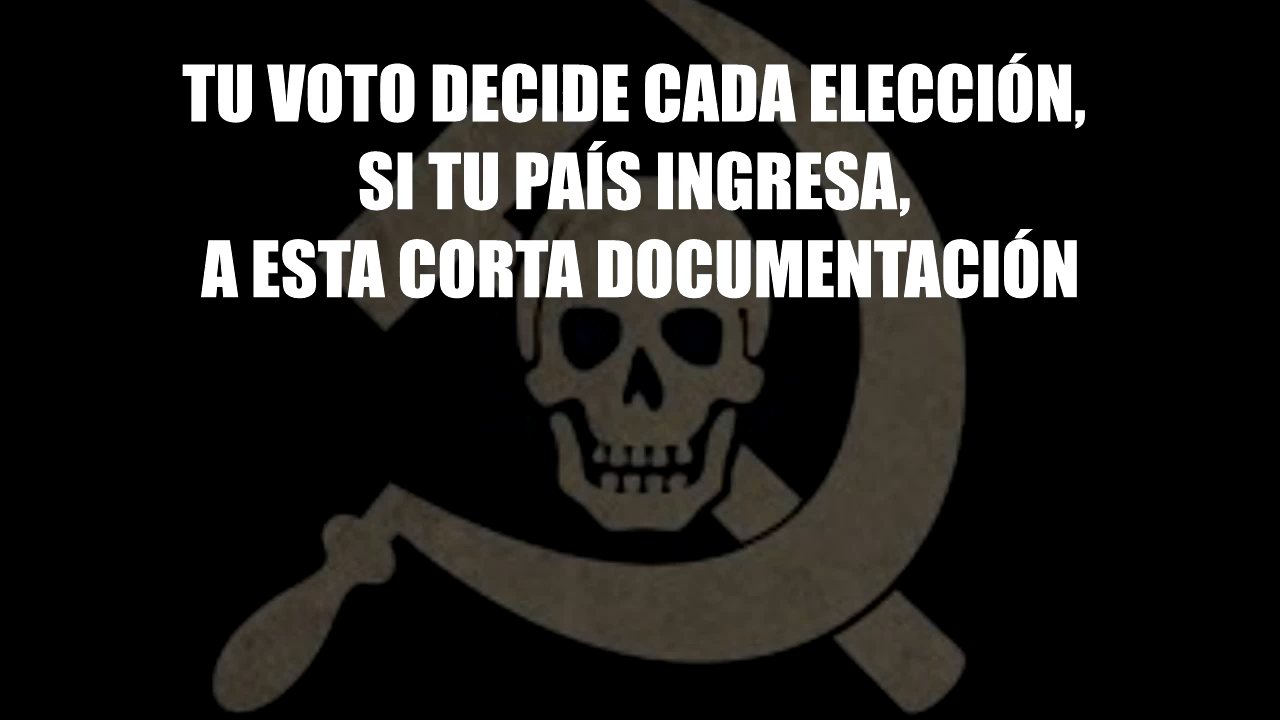 TU VOTO DECIDE CADA ELECCIÓN,
SI TU PAÍS INGRESA,
A ESTA CORTA DOCUMENTACIÓN